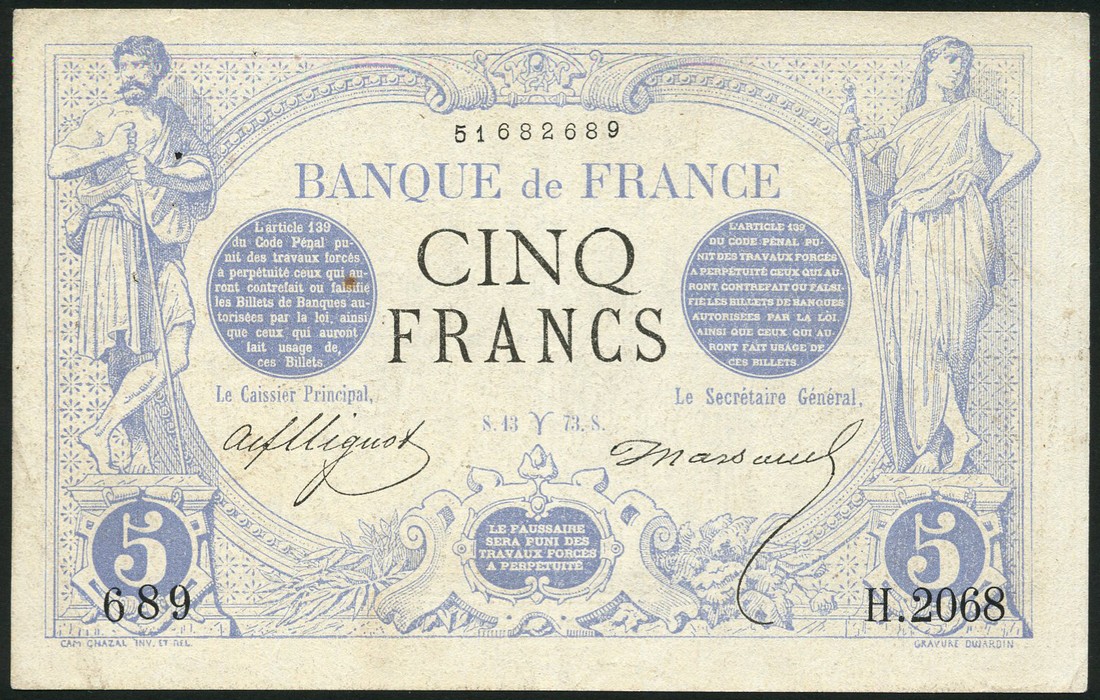 51682689
BANQUE de FRANCE
CINQ
FRANCS
L'article 139
du Code Pénal pu-
nit des travaux forcés
à perpétuité ceux qui au-
ront contrefait ou falsifié
les Billets de Banques au-
torisées par la loi, ainsi
que ceux qui auront
fait usage de,
ces Billets.
L'ARTICLE 139
DU CODE PÉNAL PU-
NIT DES TRAVAUX FORCÉS
A PERPÉTUITÉ CEUX QUI AU-
RONT CONTREFAIT OU FALSI-
FIÉ LES BILLETS DE BANQUES
AUTORISÉES PAR LA LOI,
AINSI QUE CEUX QUI AU-
RONT FAIT USAGE DE
CES BILLETS.
Le Caissier Principal,
Le Secrétaire Général,
S. 13 ♈ 73. S.
A. Mignot
Marsaud
LE FAUSSAIRE
SERA PUNI DES
TRAVAUX FORCÉS
A PERPÉTUITÉ
5
5
689
H.2068
CAM CHAZAL INV. ET DEL.
GRAVURE DUJARDIN